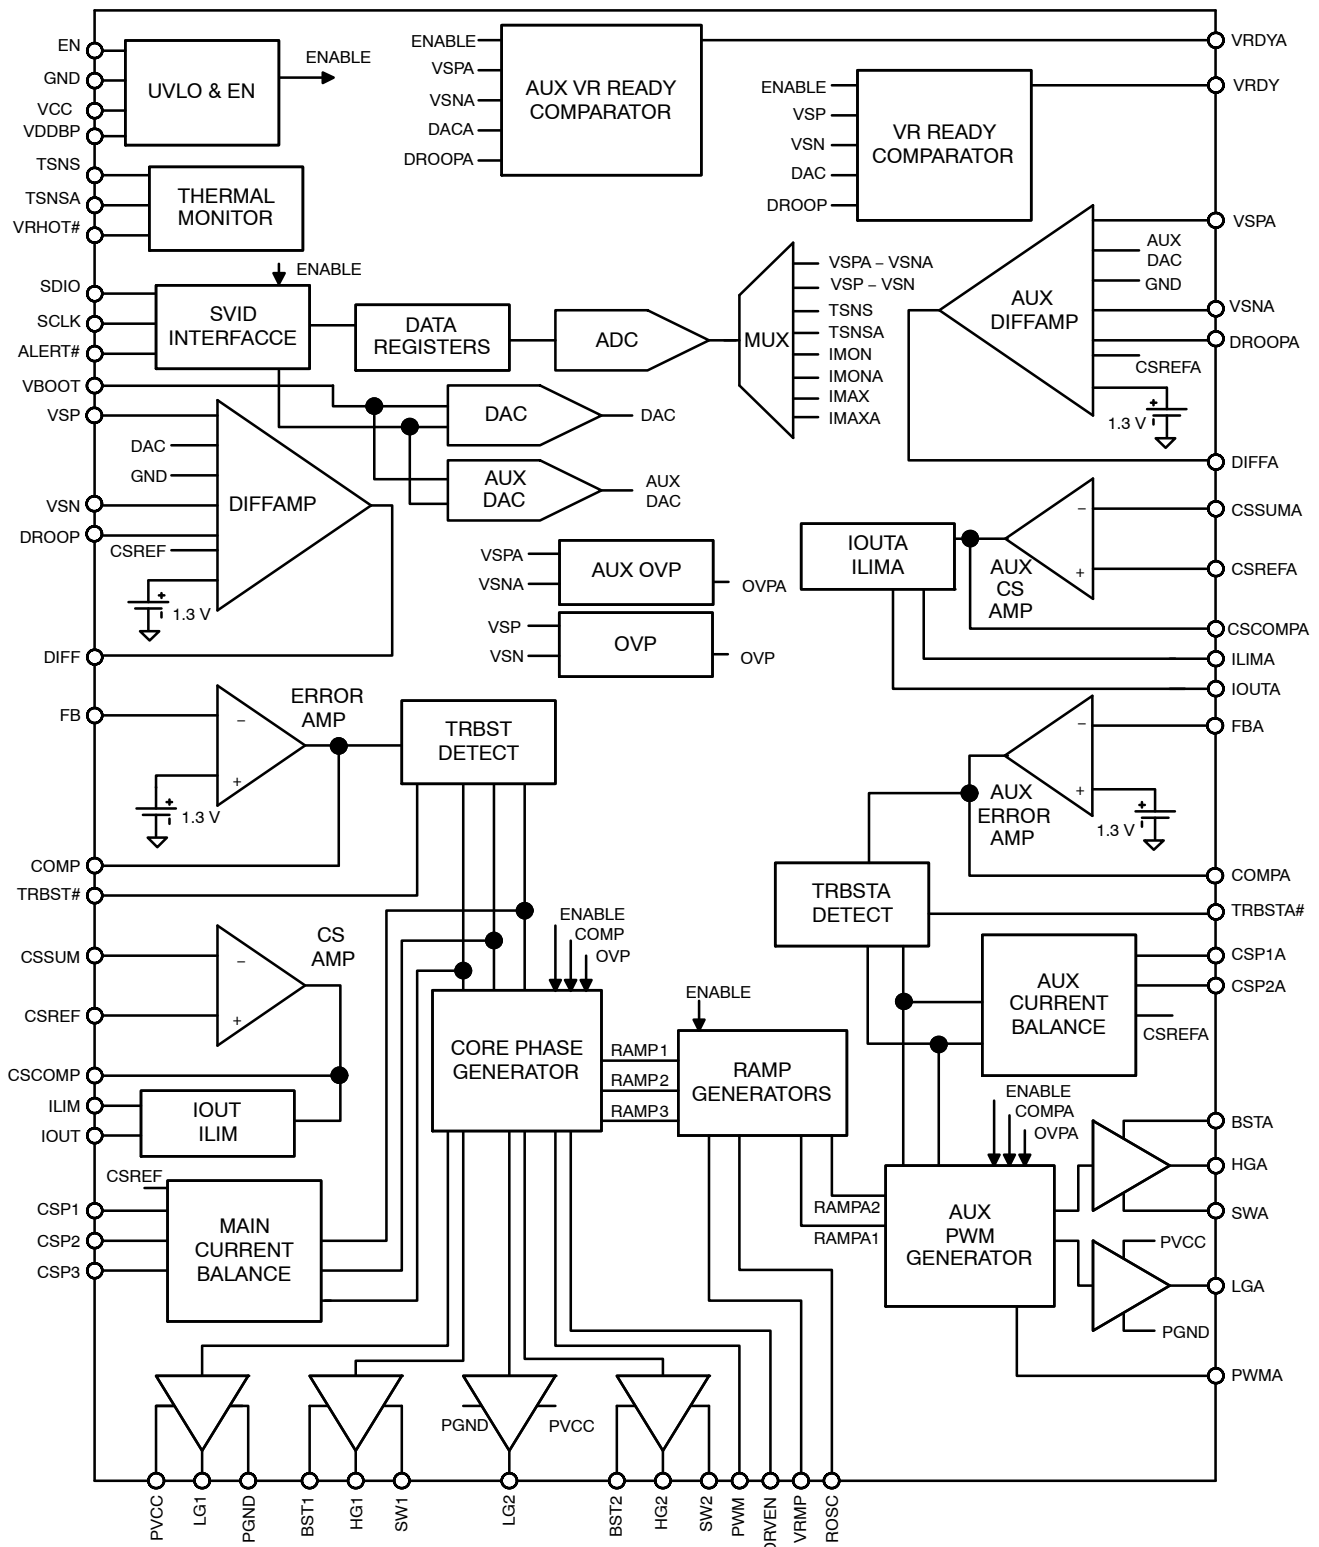 EN
GND
VCC
VDDBP
UVLO & EN
ENABLE
TSNS
TSNSA
VRHOT#
THERMAL
MONITOR
ENABLE
VSPA
VSNA
DACA
DROOPA
AUX VR READY
COMPARATOR
ENABLE
VSP
VSN
DAC
DROOP
VR READY
COMPARATOR
VRDYA
VRDY
SDIO
SCLK
ALERT#
ENABLE
SVID
INTERFACCE
DATA
REGISTERS
ADC
MUX
VSPA – VSNA
VSP – VSN
TSNS
TSNSA
IMON
IMONA
IMAX
IMAXA
AUX
DIFFAMP
AUX
DAC
GND
CSREFA
1.3 V
VSPA
VSNA
DROOPA
DIFFA
VBOOT
VSP
DAC
GND
VSN
DROOP
CSREF
DIFFAMP
1.3 V
DIFF
DAC
DAC
AUX
DAC
AUX
DAC
VSPA
VSNA
AUX OVP
OVPA
VSP
VSN
OVP
OVP
IOUTA
ILIMA
−
+
AUX
CS
AMP
CSSUMA
CSREFA
CSCOMPA
ILIMA
IOUTA
FB
−
+
ERROR
AMP
1.3 V
TRBST
DETECT
COMP
TRBST#
−
+
AUX
ERROR
AMP
1.3 V
FBA
COMPA
TRBSTA
DETECT
TRBSTA#
CSSUM
CSREF
−
+
CS
AMP
CSCOMP
ILIM
IOUT
IOUT
ILIM
ENABLE
COMP
OVP
CORE PHASE
GENERATOR
RAMP1
RAMP2
RAMP3
ENABLE
RAMP
GENERATORS
AUX
CURRENT
BALANCE
CSP1A
CSP2A
CSREFA
ENABLE
COMPA
OVPA
RAMPA2
RAMPA1
AUX
PWM
GENERATOR
BSTA
HGA
SWA
PVCC
LGA
PGND
PWMA
CSREF
CSP1
CSP2
CSP3
MAIN
CURRENT
BALANCE
PGND
PVCC
PVCC
LG1
PGND
BST1
HG1
SW1
LG2
BST2
HG2
SW2
PWM
DRVEN
VRMP
ROSC